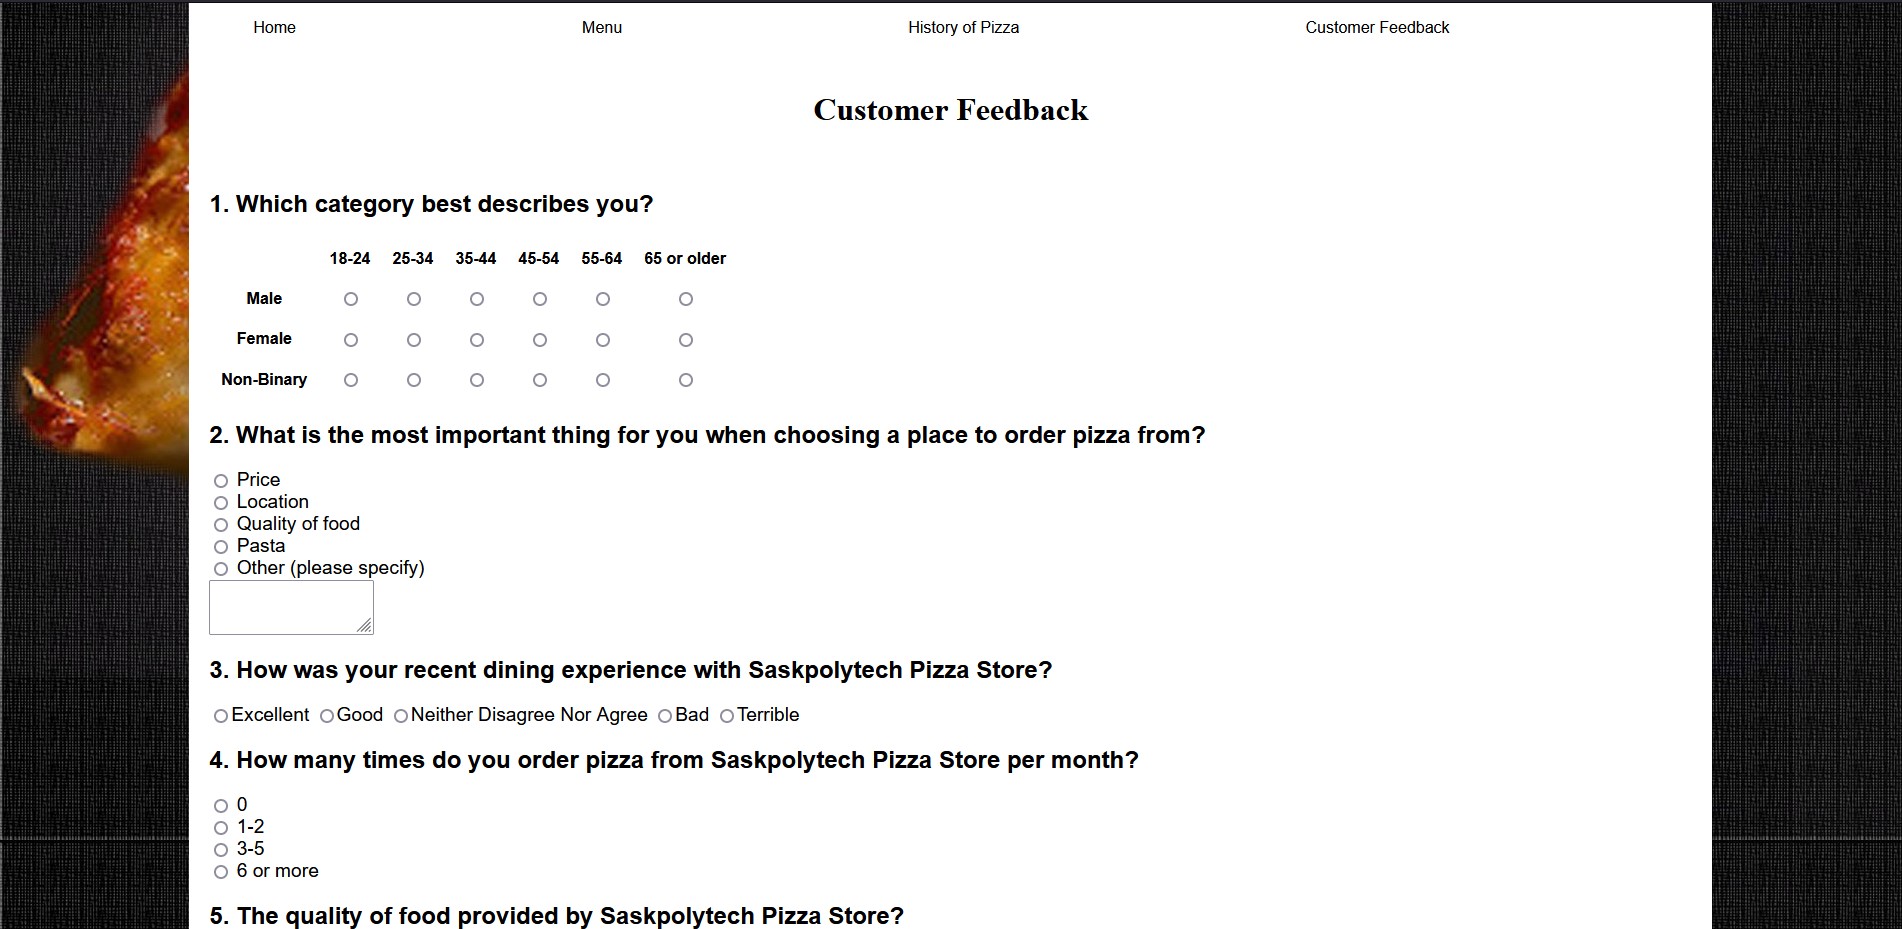 Home Menu History of Pizza Customer Feedback
Customer Feedback
1. Which category best describes you?
18-24 25-34 35-44 45-54 55-64 65 or older
Male
Female
Non-Binary
2. What is the most important thing for you when choosing a place to order pizza from?
Price
Location
Quality of food
Pasta
Other (please specify)
3. How was your recent dining experience with Saskpolytech Pizza Store?
Excellent Good Neither Disagree Nor Agree Bad Terrible
4. How many times do you order pizza from Saskpolytech Pizza Store per month?
0
1-2
3-5
6 or more
5. The quality of food provided by Saskpolytech Pizza Store?